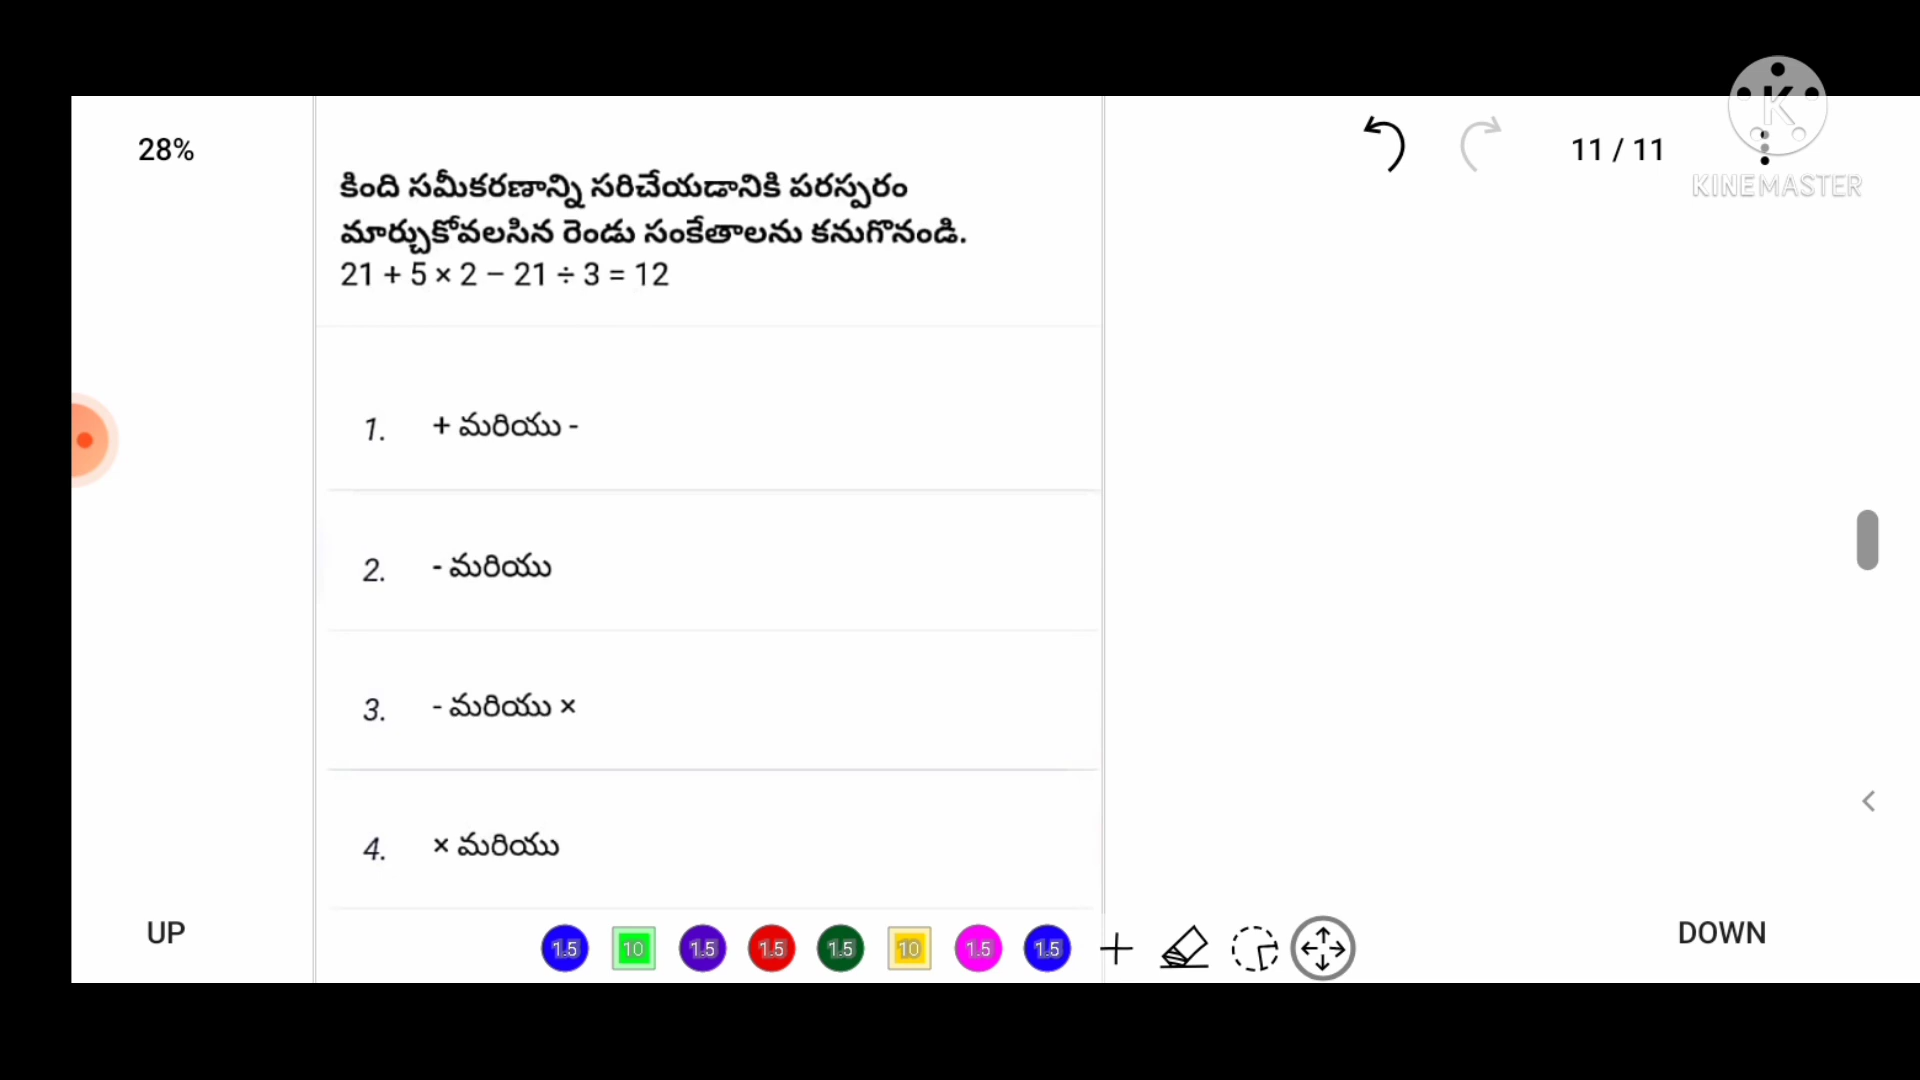 28%
11 / 11
KINEMASTER
కింది సమీకరణాన్ని సరిచేయడానికి పరస్పరం
మార్చుకోవలసిన రెండు సంకేతాలను కనుగొనండి.
21 + 5 × 2 – 21 ÷ 3 = 12
1. + మరియు -
2. - మరియు
3. - మరియు ×
4. × మరియు
UP
DOWN
1.5 10 1.5 1.5 1.5 10 1.5 1.5